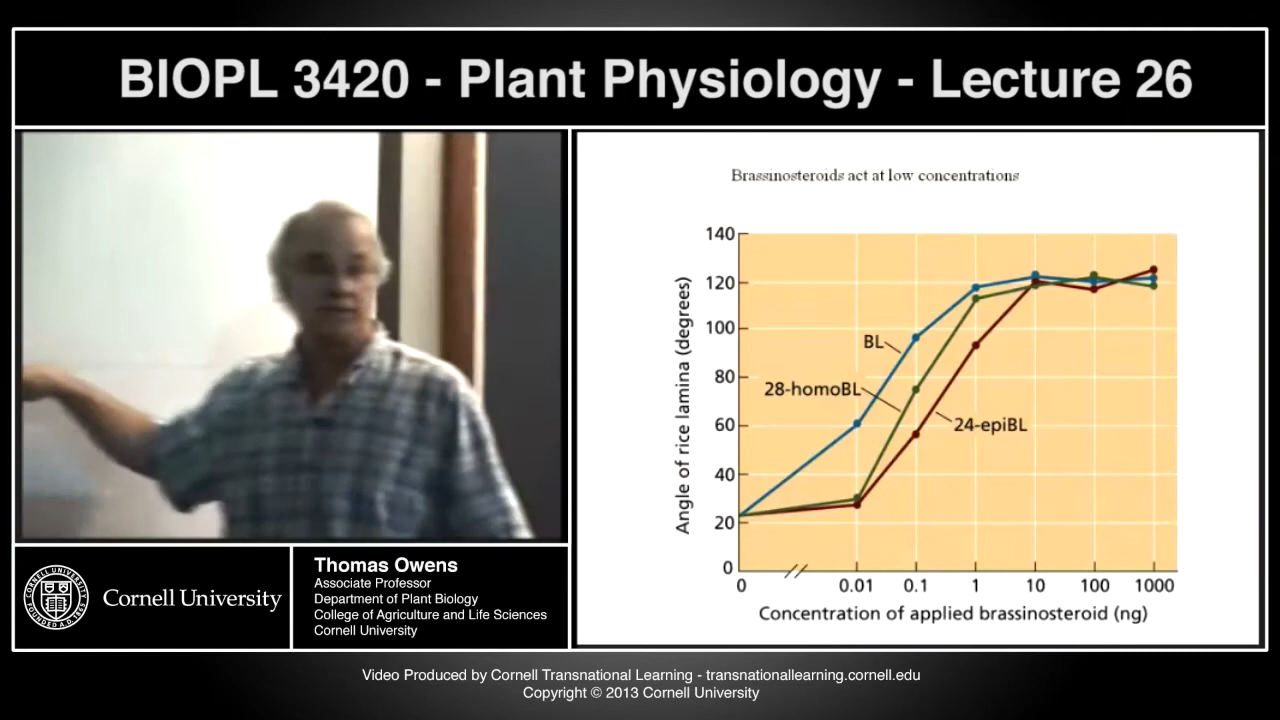 BIOPL 3420 - Plant Physiology - Lecture 26
Brassinosteroids act at low concentrations
140
120
100
80
60
40
20
0
Angle of rice lamina (degrees)
BL
28-homoBL
24-epiBL
0 0.01 0.1 1 10 100 1000
Concentration of applied brassinosteroid (ng)
Cornell University
Thomas Owens
Associate Professor
Department of Plant Biology
College of Agriculture and Life Sciences
Cornell University
Video Produced by Cornell Transnational Learning - transnationallearning.cornell.edu
Copyright © 2013 Cornell University